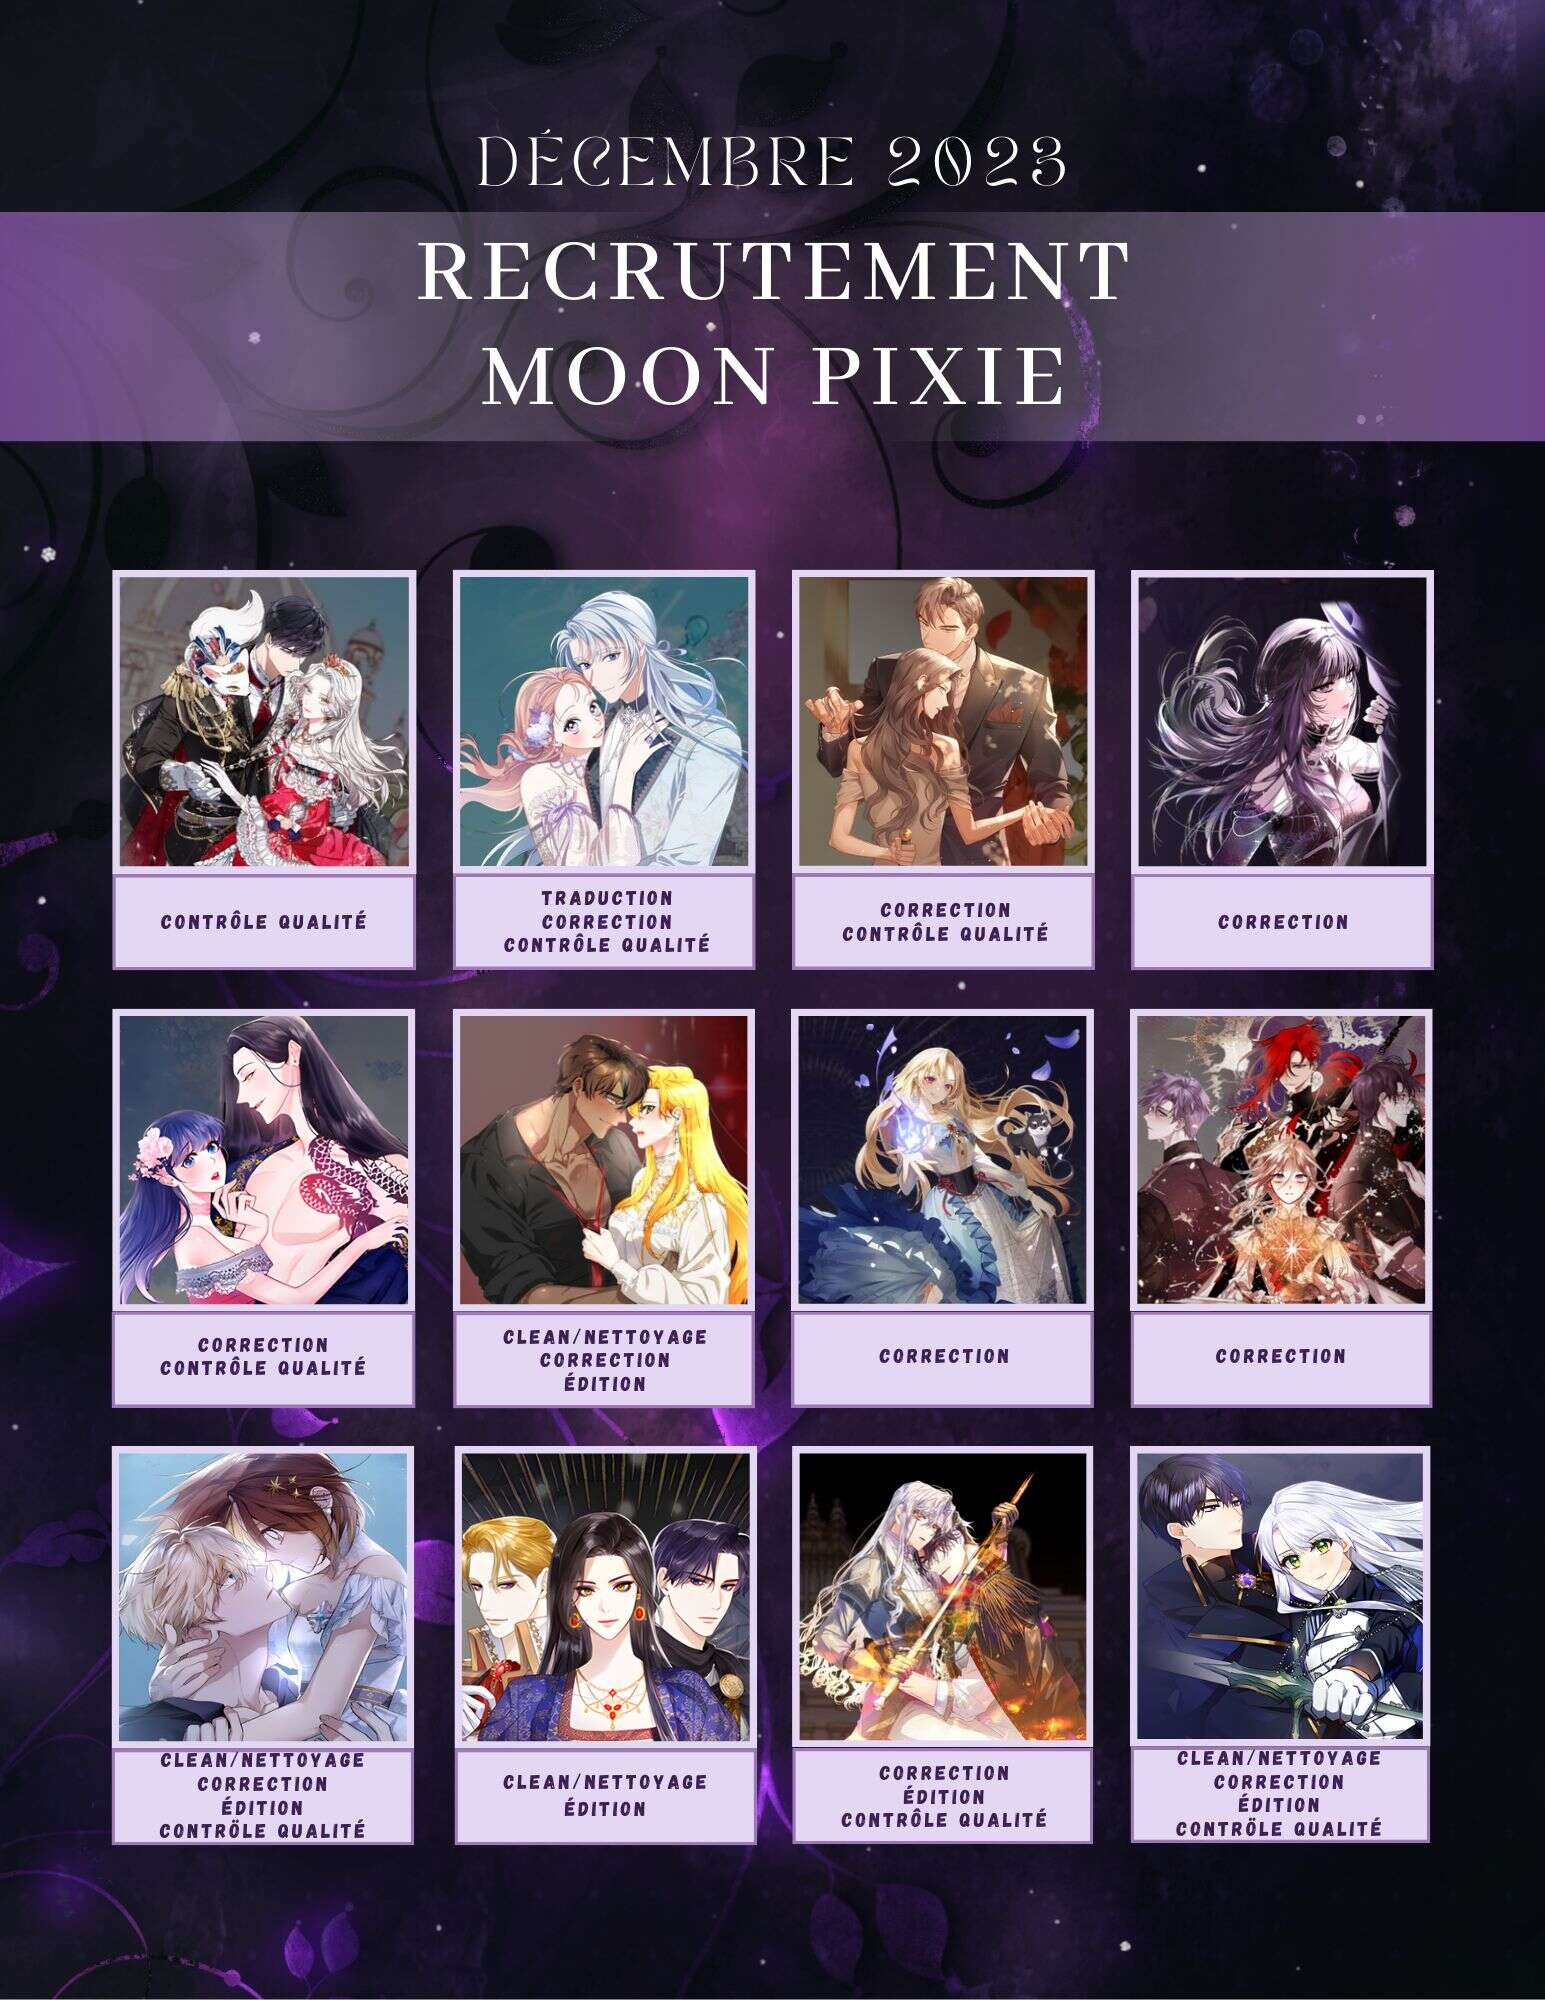 DÉCEMBRE 2023
RECRUTEMENT
MOON PIXIE
CONTRÔLE QUALITÉ
TRADUCTION
CORRECTION
CONTRÔLE QUALITÉ
CORRECTION
CONTRÔLE QUALITÉ
CORRECTION
CORRECTION
CONTRÔLE QUALITÉ
CLEAN/NETTOYAGE
CORRECTION
ÉDITION
CORRECTION
CORRECTION
CLEAN/NETTOYAGE
CORRECTION
ÉDITION
CONTRÖLE QUALITÉ
CLEAN/NETTOYAGE
ÉDITION
CORRECTION
ÉDITION
CONTRÔLE QUALITÉ
CLEAN/NETTOYAGE
CORRECTION
ÉDITION
CONTRÖLE QUALITÉ